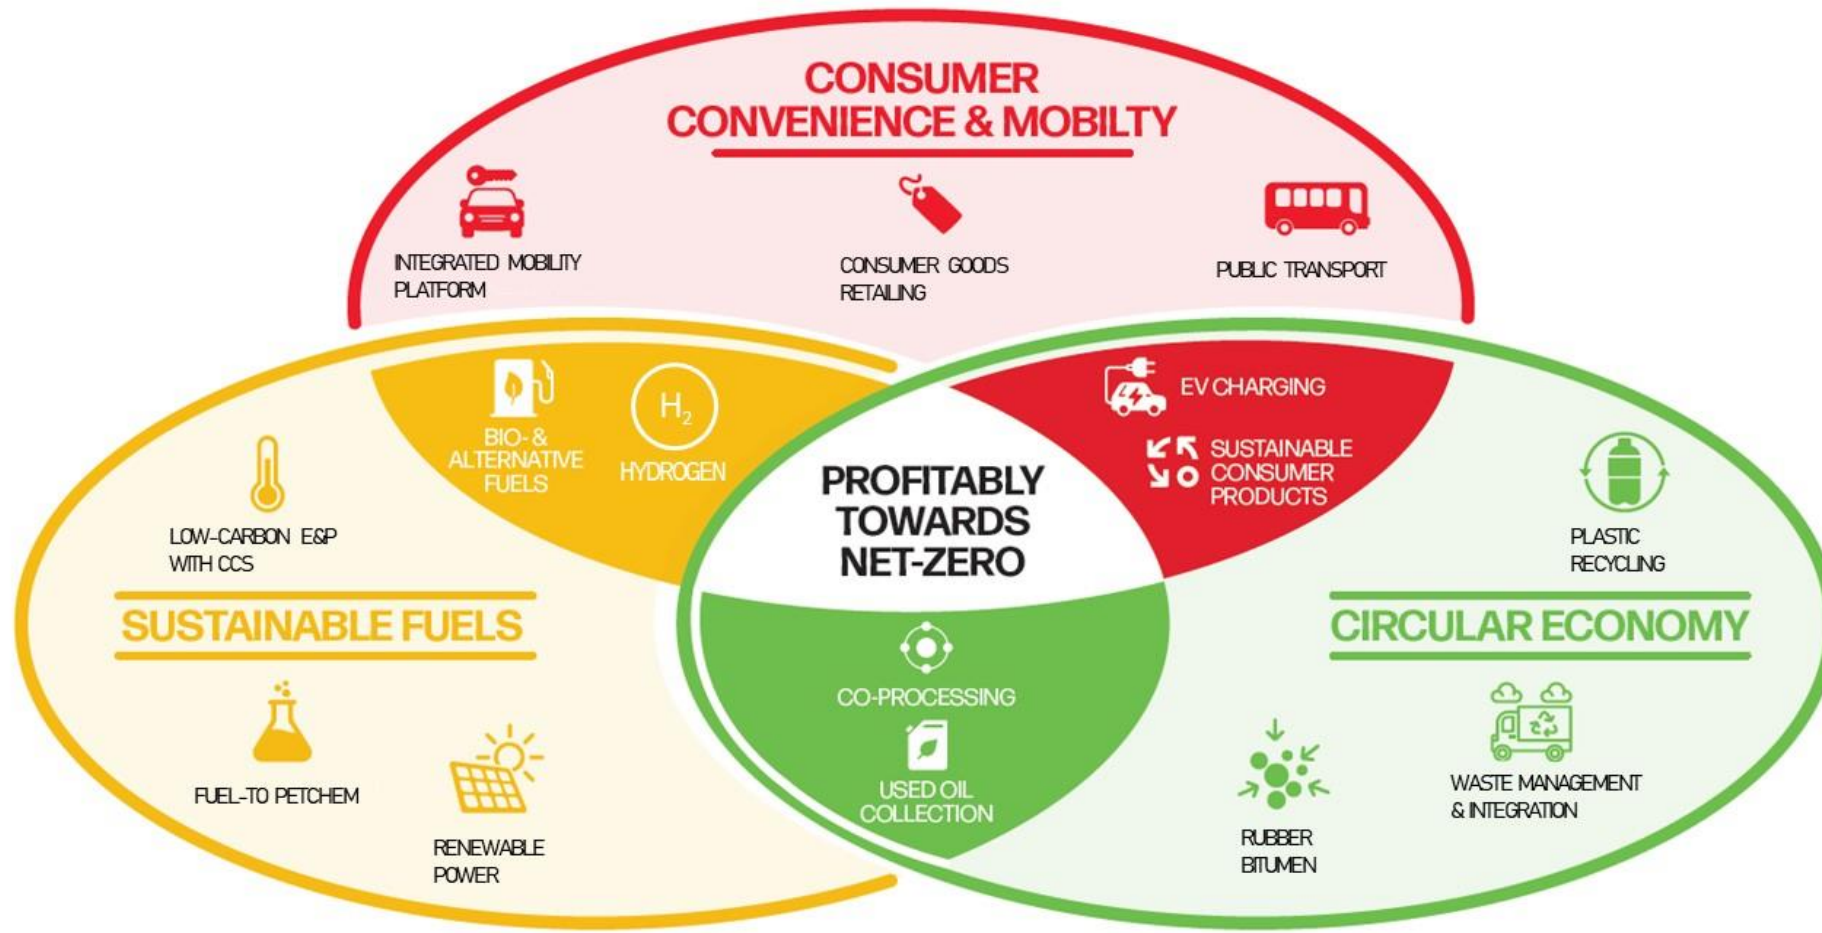 CONSUMER
CONVENIENCE & MOBILTY
INTEGRATED MOBILITY
PLATFORM
CONSUMER GOODS
RETAILING
PUBLIC TRANSPORT
BIO- &
ALTERNATIVE
FUELS
H2
HYDROGEN
EV CHARGING
SUSTAINABLE
CONSUMER
PRODUCTS
PROFITABLY
TOWARDS
NET-ZERO
LOW-CARBON E&P
WITH CCS
SUSTAINABLE FUELS
FUEL-TO PETCHEM
RENEWABLE
POWER
CO-PROCESSING
USED OIL
COLLECTION
PLASTIC
RECYCLING
CIRCULAR ECONOMY
WASTE MANAGEMENT
& INTEGRATION
RUBBER
BITUMEN